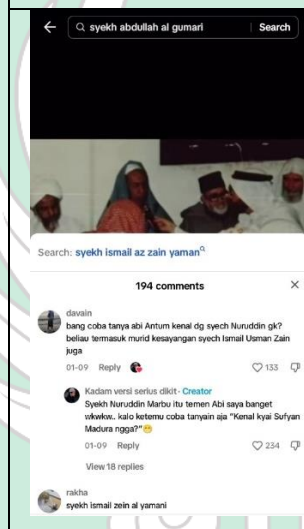 syekh abdullah al gumari
Search
Search: syekh ismail az zain yaman
194 comments
davain
bang coba tanya abi Antum kenal dg syech Nuruddin gk?
beliau termasuk murid kesayangan syech Ismail Usman Zain
juga
01-09 Reply
133
Kadam versi serius dlkit · Creator
Syekh Nuruddin Marbu itu temen Abi saya banget
wkwkw.. kalo ketemu coba tanyain aja "Kenal kyai Sufyan
Madura ngga?"😁
01-09 Reply
234
View 18 replies
rakha
syekh ismail zein al yamani